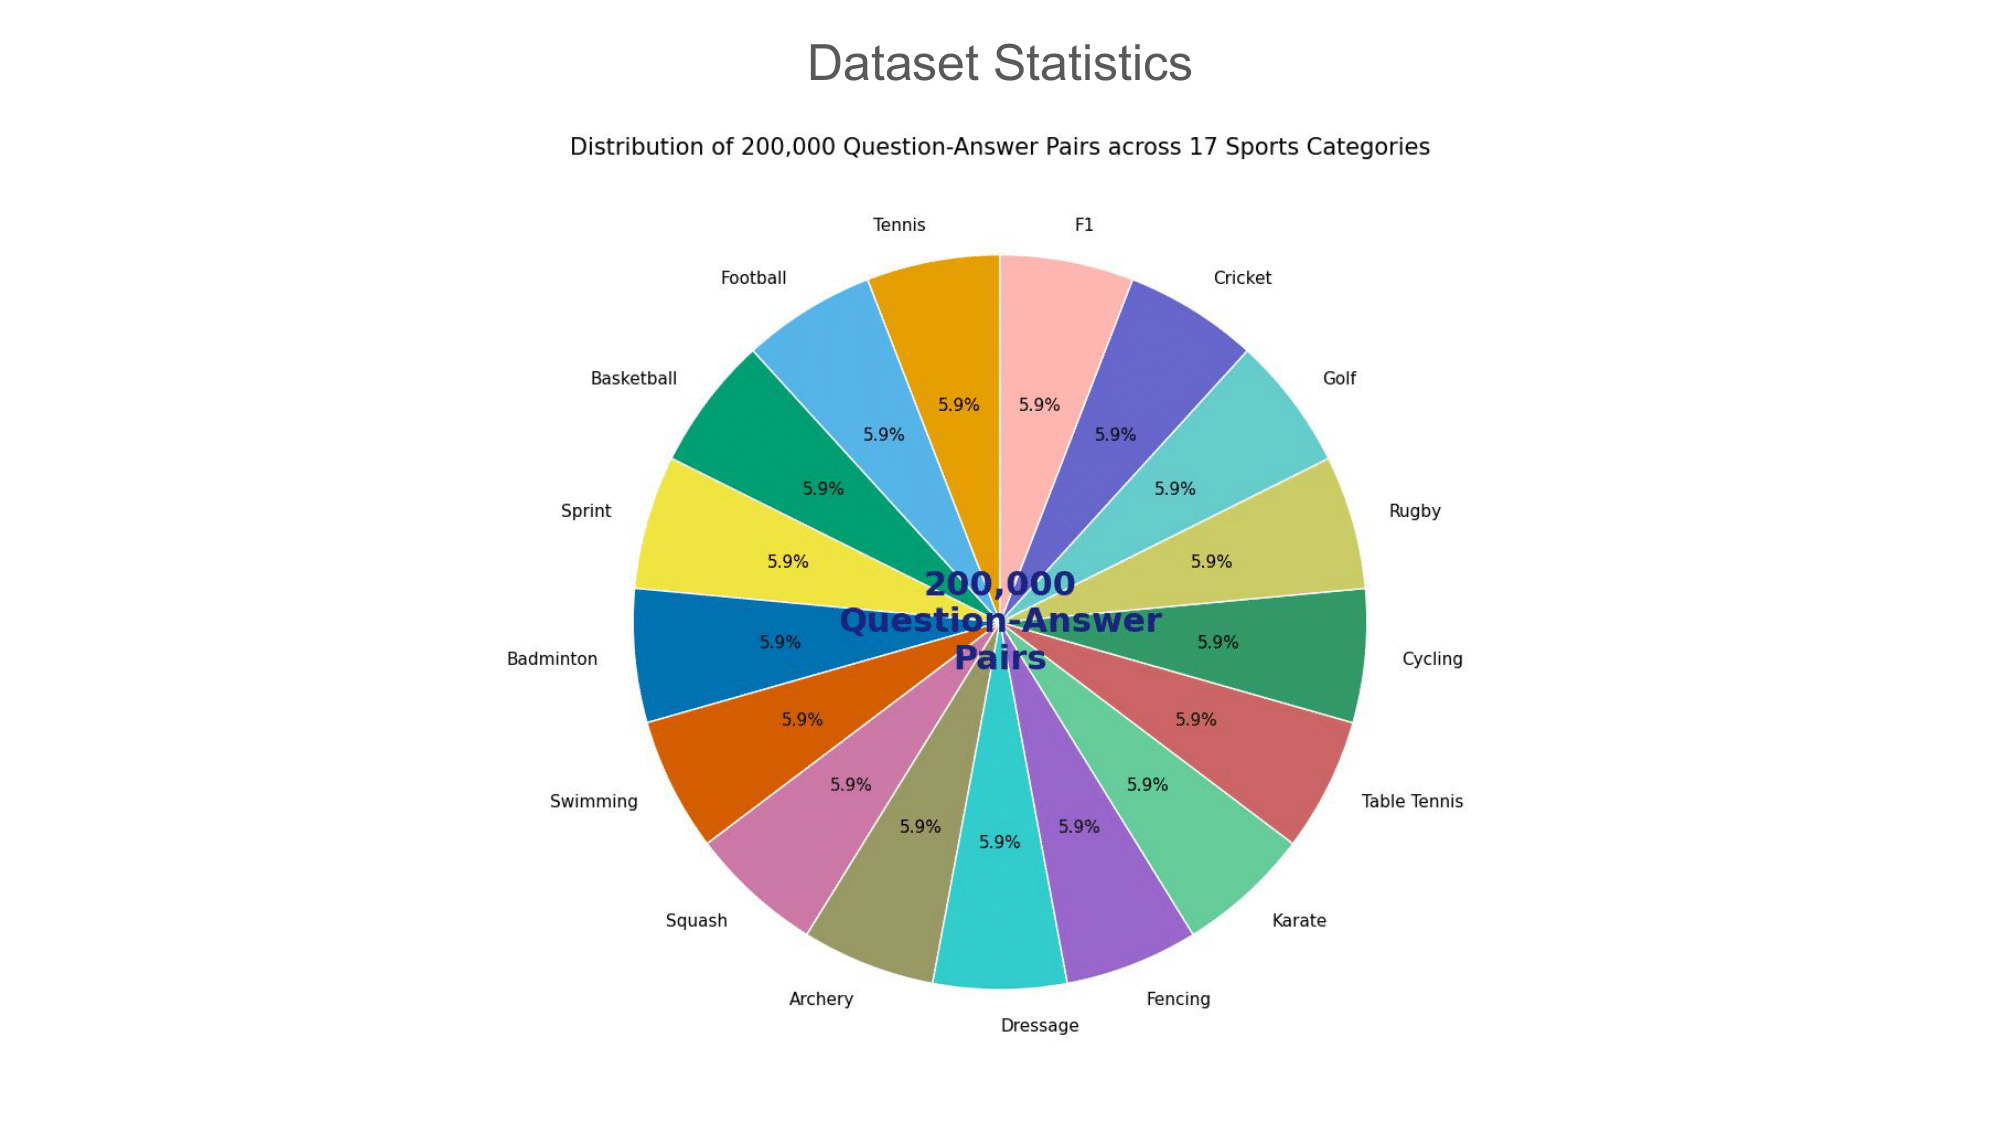 Dataset Statistics
Distribution of 200,000 Question-Answer Pairs across 17 Sports Categories
Tennis
F1
Football
Cricket
Basketball
Golf
5.9%
5.9%
5.9%
5.9%
5.9%
5.9%
Sprint
Rugby
5.9%
5.9%
200,000
Question-Answer
Pairs
5.9%
5.9%
Badminton
Cycling
5.9%
5.9%
5.9%
5.9%
Swimming
Table Tennis
5.9%
5.9%
5.9%
Squash
Karate
Archery
Fencing
Dressage